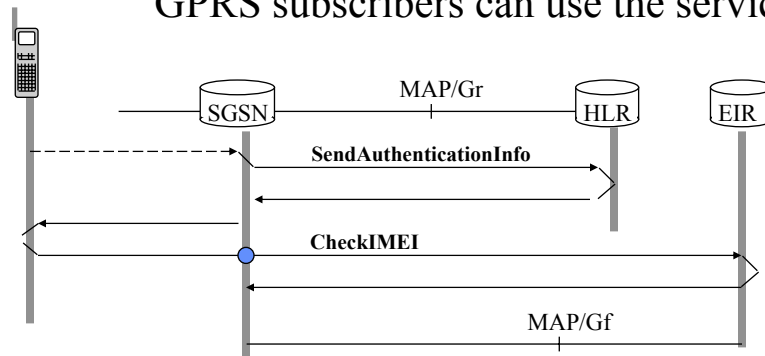 GPRS subscribers can use the servic
MAP/Gr
SGSN
HLR
EIR
SendAuthenticationInfo
CheckIMEI
MAP/Gf